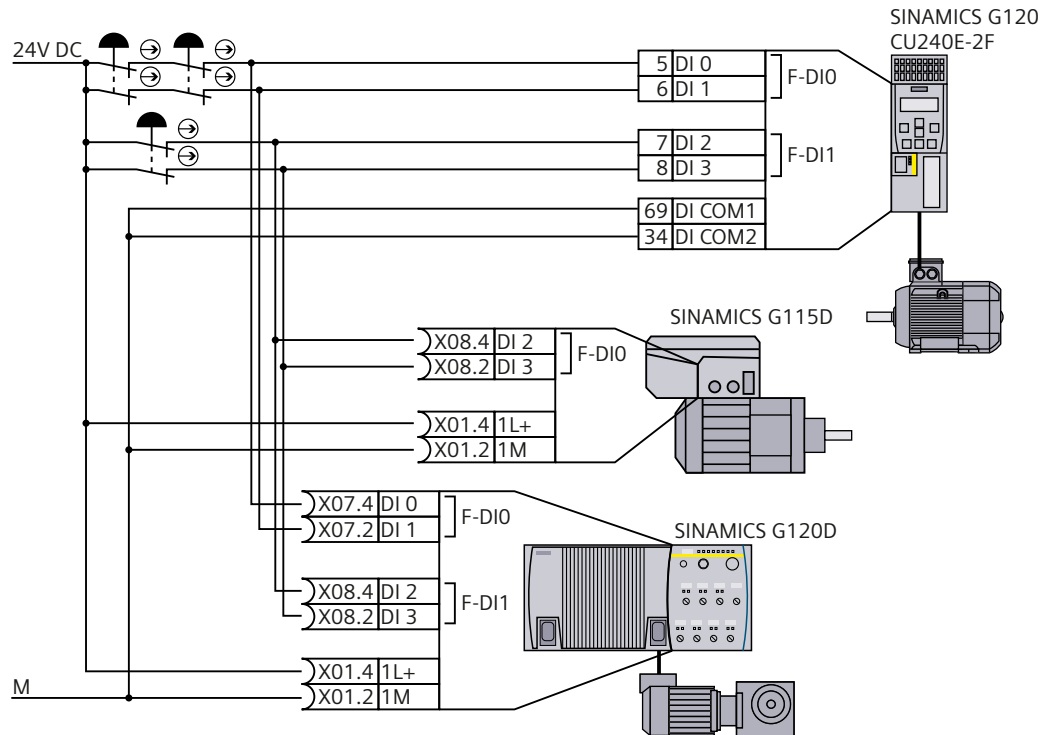 SINAMICS G120
CU240E-2F
24V DC
5 DI 0
F-DI0
6 DI 1
7 DI 2
F-DI1
8 DI 3
69 DI COM1
34 DI COM2
SINAMICS G115D
X08.4 DI 2
F-DI0
X08.2 DI 3
X01.4 1L+
X01.2 1M
X07.4 DI 0
F-DI0
X07.2 DI 1
SINAMICS G120D
X08.4 DI 2
F-DI1
X08.2 DI 3
X01.4 1L+
M
X01.2 1M